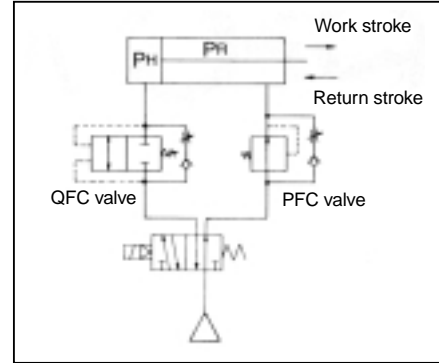 Work stroke
PH
PR
Return stroke
QFC valve
PFC valve